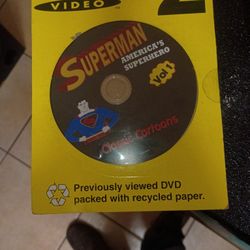 VIDEO
2
SUPERMAN
AMERICA'S
SUPERHERO
Vol. 1
Classic Cartoons
Previously viewed DVD
packed with recycled paper.